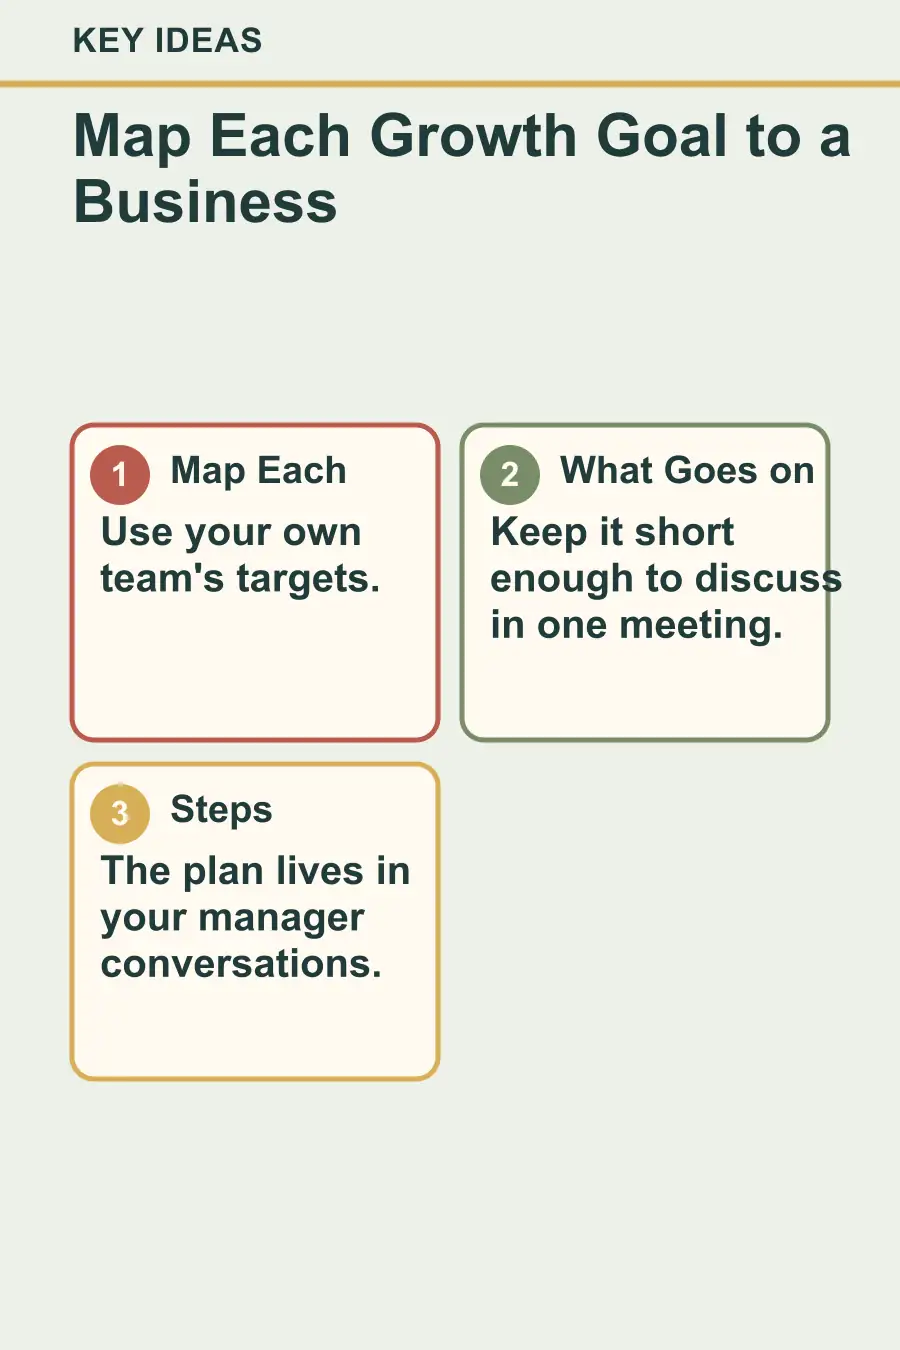 KEY IDEAS
Map Each Growth Goal to a
Business
1 Map Each
Use your own
team's targets.
2 What Goes on
Keep it short
enough to discuss
in one meeting.
3 Steps
The plan lives in
your manager
conversations.